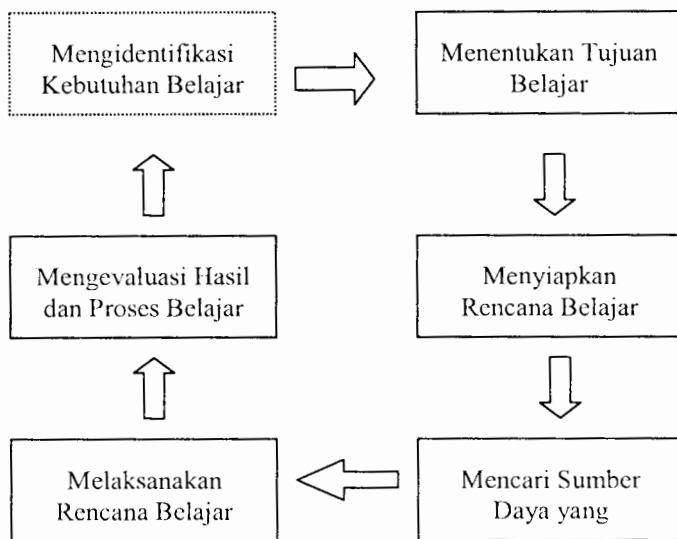 Mengidentifikasi
Kebutuhan Belajar
Menentukan Tujuan
Belajar
Menyiapkan
Rencana Belajar
Mencari Sumber
Daya yang
Melaksanakan
Rencana Belajar
Mengevaluasi Hasil
dan Proses Belajar